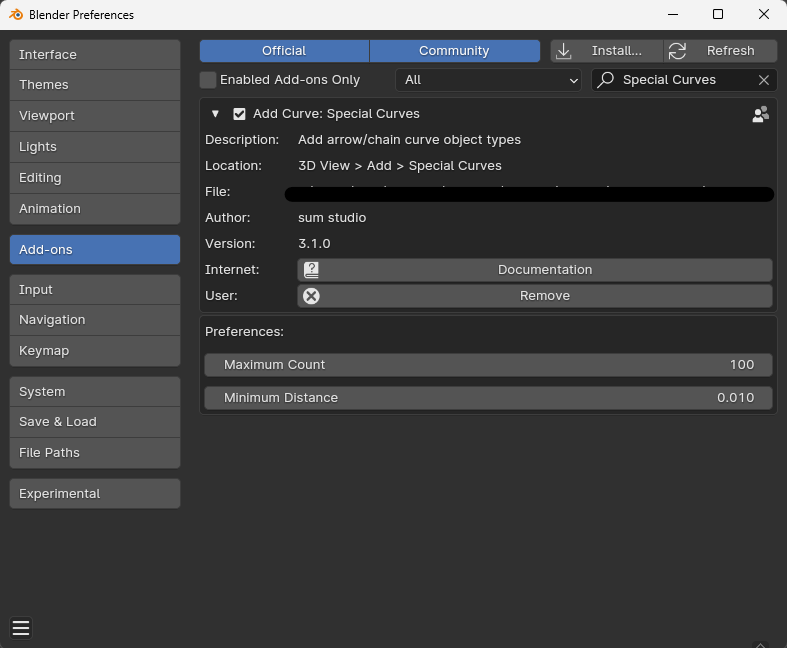 Blender Preferences
Interface
Themes
Viewport
Lights
Editing
Animation
Add-ons
Input
Navigation
Keymap
System
Save & Load
File Paths
Experimental
Official Community Install... Refresh
Enabled Add-ons Only All Special Curves
Add Curve: Special Curves
Description: Add arrow/chain curve object types
Location: 3D View > Add > Special Curves
File:
Author: sum studio
Version: 3.1.0
Internet: Documentation
User: Remove
Preferences:
Maximum Count 100
Minimum Distance 0.010